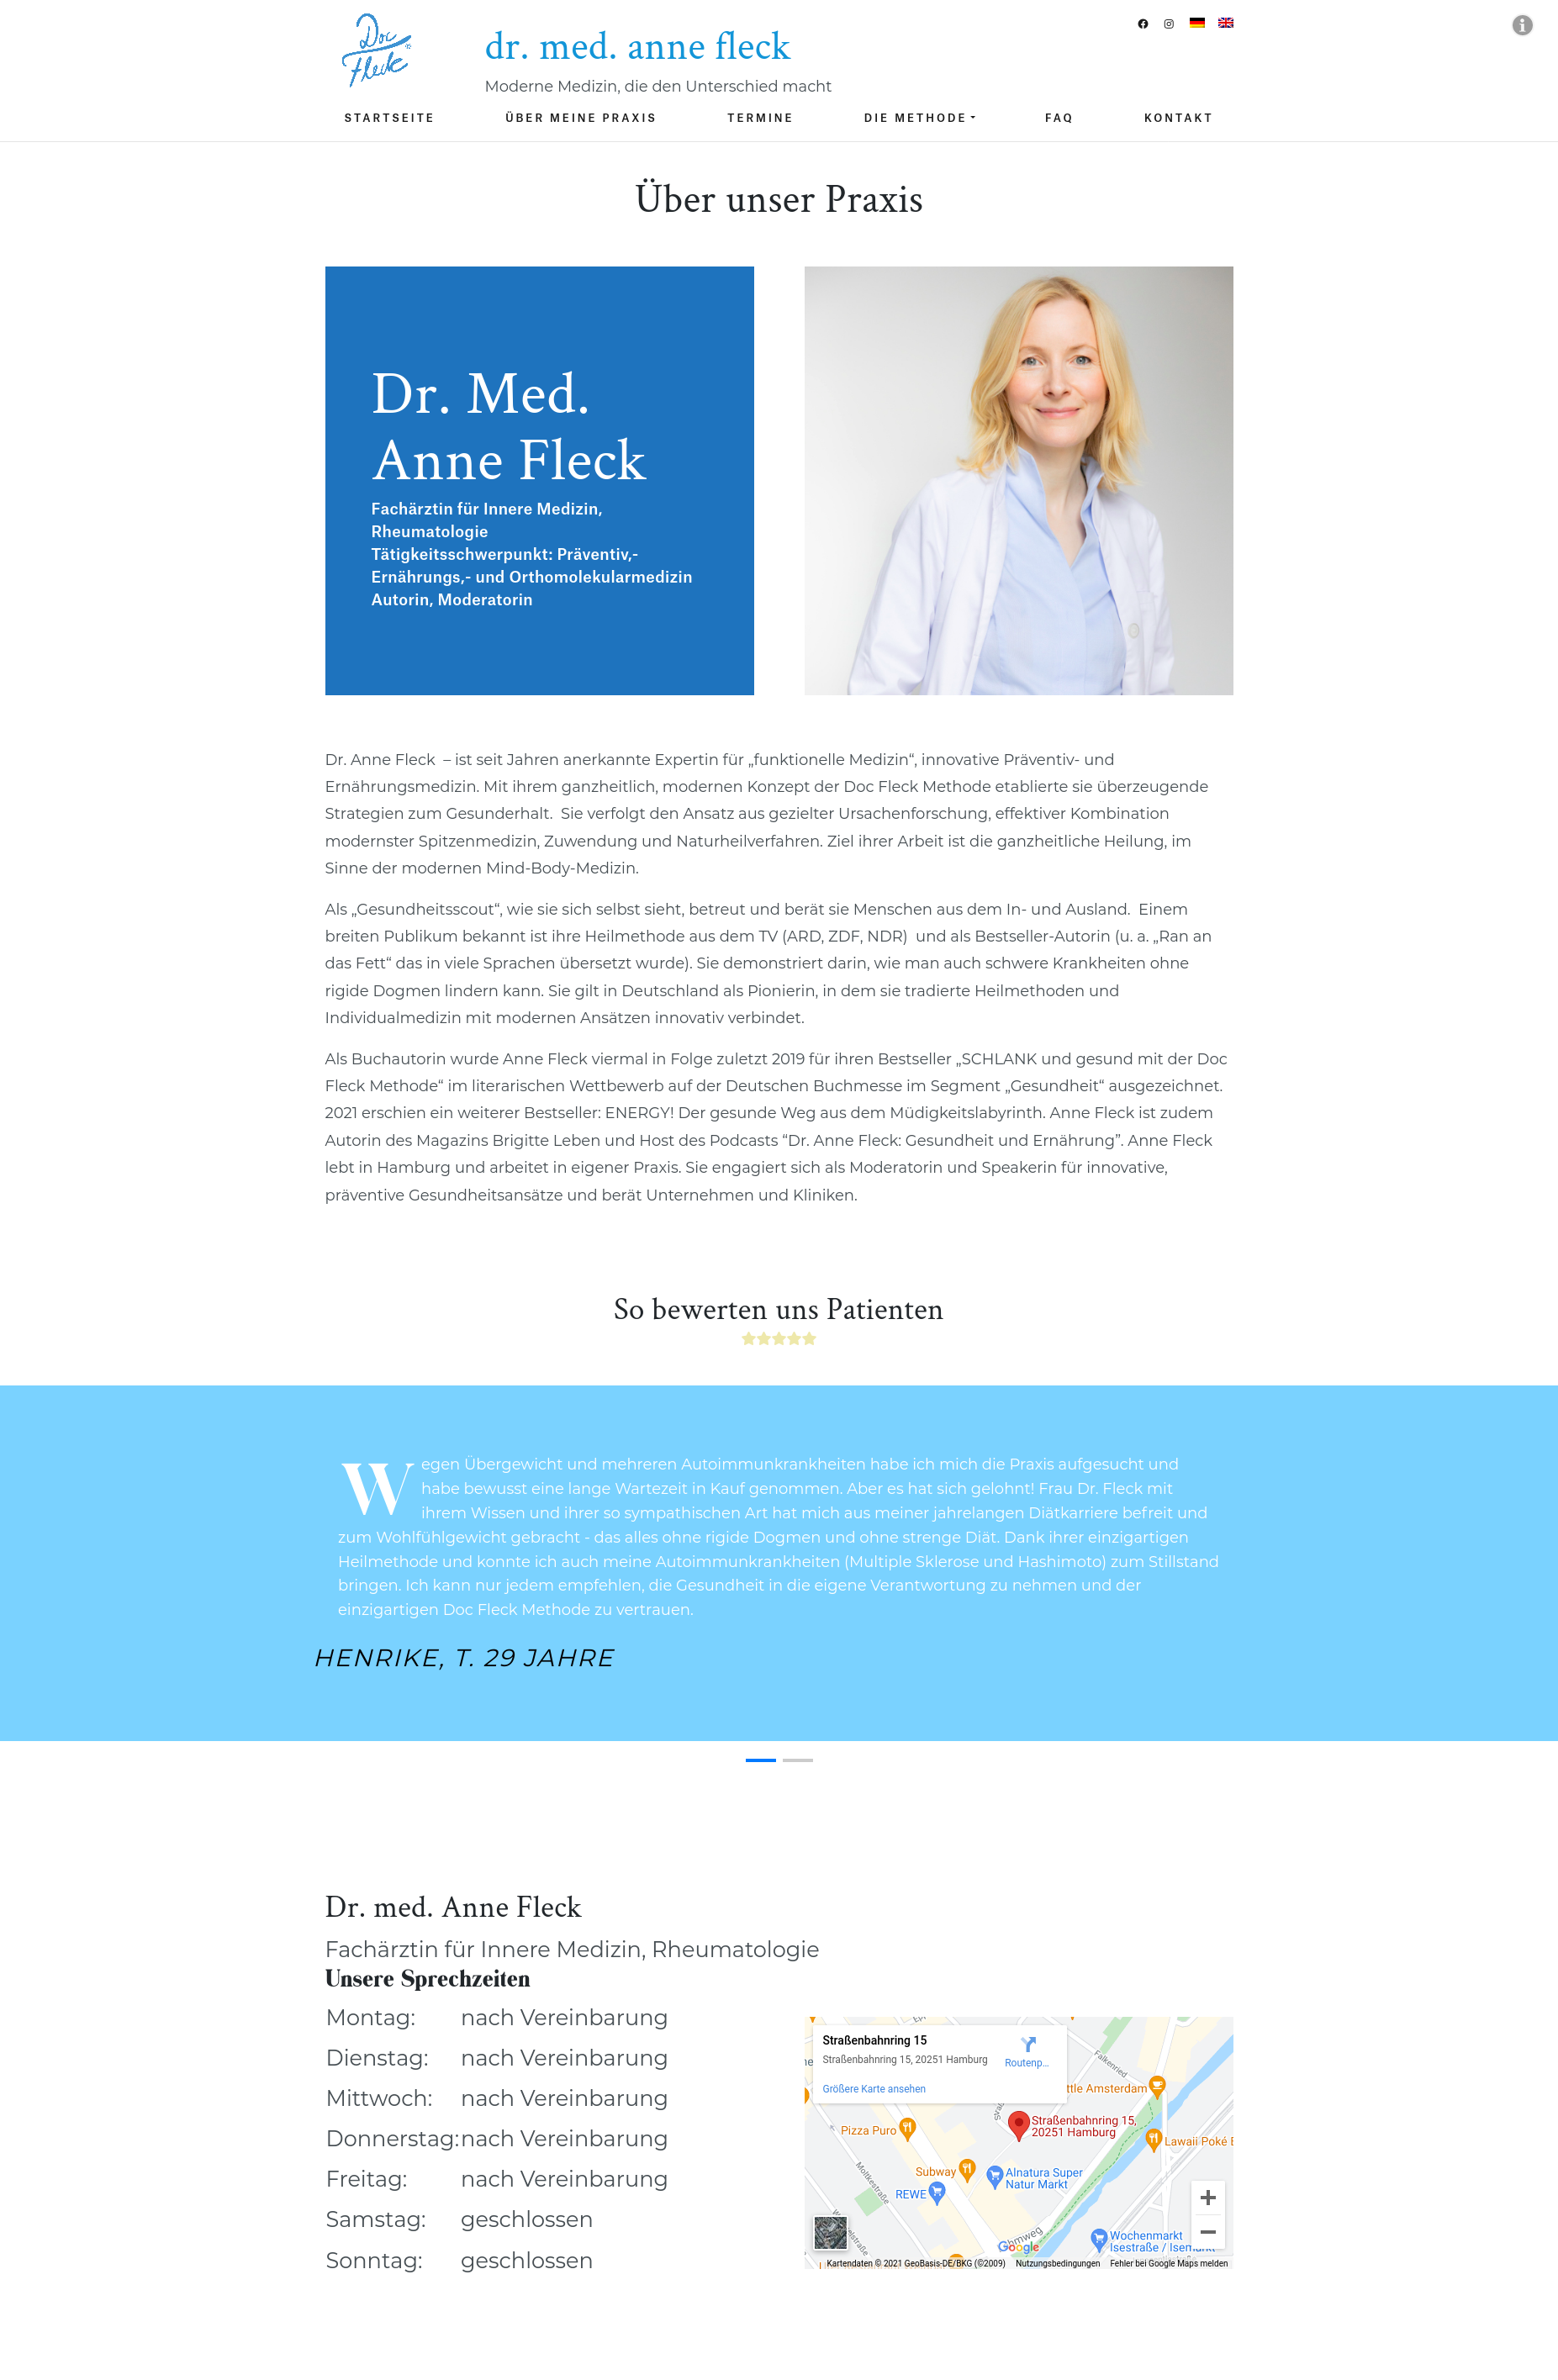 Doc
Fleck
dr. med. anne fleck
Moderne Medizin, die den Unterschied macht
STARTSEITE ÜBER MEINE PRAXIS TERMINE DIE METHODE FAQ KONTAKT
Über unser Praxis
Dr. Med.
Anne Fleck
Fachärztin für Innere Medizin,
Rheumatologie
Tätigkeitsschwerpunkt: Präventiv,-
Ernährungs,- und Orthomolekularmedizin
Autorin, Moderatorin
Dr. Anne Fleck – ist seit Jahren anerkannte Expertin für „funktionelle Medizin“, innovative Präventiv- und
Ernährungsmedizin. Mit ihrem ganzheitlich, modernen Konzept der Doc Fleck Methode etablierte sie überzeugende
Strategien zum Gesunderhalt. Sie verfolgt den Ansatz aus gezielter Ursachenforschung, effektiver Kombination
modernster Spitzenmedizin, Zuwendung und Naturheilverfahren. Ziel ihrer Arbeit ist die ganzheitliche Heilung, im
Sinne der modernen Mind-Body-Medizin.
Als „Gesundheitsscout“, wie sie sich selbst sieht, betreut und berät sie Menschen aus dem In- und Ausland. Einem
breiten Publikum bekannt ist ihre Heilmethode aus dem TV (ARD, ZDF, NDR) und als Bestseller-Autorin (u. a. „Ran an
das Fett“ das in viele Sprachen übersetzt wurde). Sie demonstriert darin, wie man auch schwere Krankheiten ohne
rigide Dogmen lindern kann. Sie gilt in Deutschland als Pionierin, in dem sie tradierte Heilmethoden und
Individualmedizin mit modernen Ansätzen innovativ verbindet.
Als Buchautorin wurde Anne Fleck viermal in Folge zuletzt 2019 für ihren Bestseller „SCHLANK und gesund mit der Doc
Fleck Methode“ im literarischen Wettbewerb auf der Deutschen Buchmesse im Segment „Gesundheit“ ausgezeichnet.
2021 erschien ein weiterer Bestseller: ENERGY! Der gesunde Weg aus dem Müdigkeitslabyrinth. Anne Fleck ist zudem
Autorin des Magazins Brigitte Leben und Host des Podcasts “Dr. Anne Fleck: Gesundheit und Ernährung”. Anne Fleck
lebt in Hamburg und arbeitet in eigener Praxis. Sie engagiert sich als Moderatorin und Speakerin für innovative,
präventive Gesundheitsansätze und berät Unternehmen und Kliniken.
So bewerten uns Patienten
Wegen Übergewicht und mehreren Autoimmunkrankheiten habe ich mich die Praxis aufgesucht und
habe bewusst eine lange Wartezeit in Kauf genommen. Aber es hat sich gelohnt! Frau Dr. Fleck mit
ihrem Wissen und ihrer so sympathischen Art hat mich aus meiner jahrelangen Diätkarriere befreit und
zum Wohlfühlgewicht gebracht - das alles ohne rigide Dogmen und ohne strenge Diät. Dank ihrer einzigartigen
Heilmethode und konnte ich auch meine Autoimmunkrankheiten (Multiple Sklerose und Hashimoto) zum Stillstand
bringen. Ich kann nur jedem empfehlen, die Gesundheit in die eigene Verantwortung zu nehmen und der
einzigartigen Doc Fleck Methode zu vertrauen.
HENRIKE, T. 29 JAHRE
Dr. med. Anne Fleck
Fachärztin für Innere Medizin, Rheumatologie
Unsere Sprechzeiten
Montag: nach Vereinbarung
Dienstag: nach Vereinbarung
Mittwoch: nach Vereinbarung
Donnerstag: nach Vereinbarung
Freitag: nach Vereinbarung
Samstag: geschlossen
Sonntag: geschlossen
Straßenbahnring 15
Straßenbahnring 15, 20251 Hamburg
Routenp...
Größere Karte ansehen
Falkenried
ttle Amsterdam
Straßenbahnring 15,
20251 Hamburg
Pizza Puro
Lawaii Poké
Moltkestraße
Subway
Alnatura Super
Natur Markt
REWE
Wochenmarkt
Isestraße / Isemarkt
Google
Kartendaten © 2021 GeoBasis-DE/BKG (©2009) Nutzungsbedingungen Fehler bei Google Maps melden